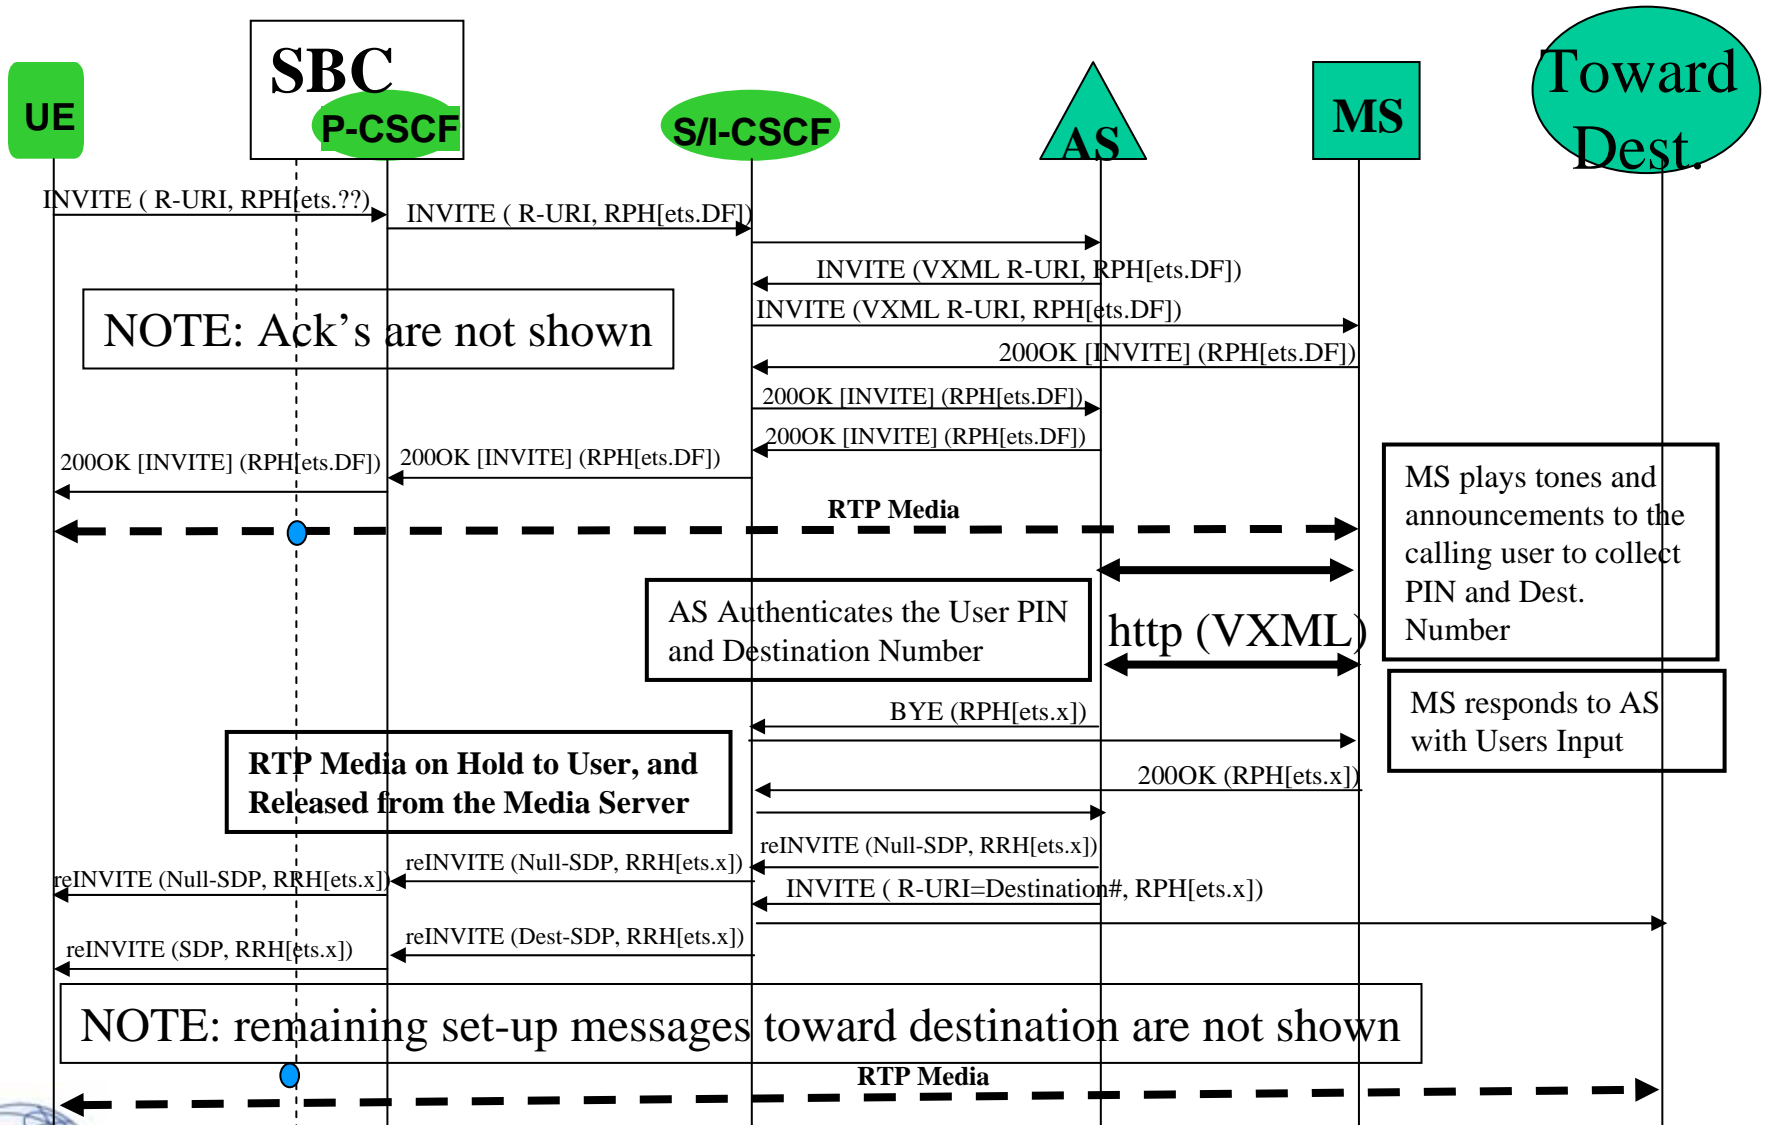 SBC
Toward
Dest.
UE
P-CSCF
S/I-CSCF
AS
MS
INVITE ( R-URI, RPH[ets.??)
INVITE ( R-URI, RPH[ets.DF])
INVITE (VXML R-URI, RPH[ets.DF])
INVITE (VXML R-URI, RPH[ets.DF])
NOTE: Ack's are not shown
200OK [INVITE] (RPH[ets.DF])
200OK [INVITE] (RPH[ets.DF])
200OK [INVITE] (RPH[ets.DF])
200OK [INVITE] (RPH[ets.DF])
200OK [INVITE] (RPH[ets.DF])
RTP Media
MS plays tones and
announcements to the
calling user to collect
PIN and Dest.
Number
AS Authenticates the User PIN
and Destination Number
http (VXML)
MS responds to AS
with Users Input
BYE (RPH[ets.x])
RTP Media on Hold to User, and
Released from the Media Server
200OK (RPH[ets.x])
reINVITE (Null-SDP, RRH[ets.x])
reINVITE (Null-SDP, RRH[ets.x])
reINVITE (Null-SDP, RRH[ets.x])
INVITE ( R-URI=Destination#, RPH[ets.x])
reINVITE (Dest-SDP, RRH[ets.x])
reINVITE (SDP, RRH[ets.x])
NOTE: remaining set-up messages toward destination are not shown
RTP Media